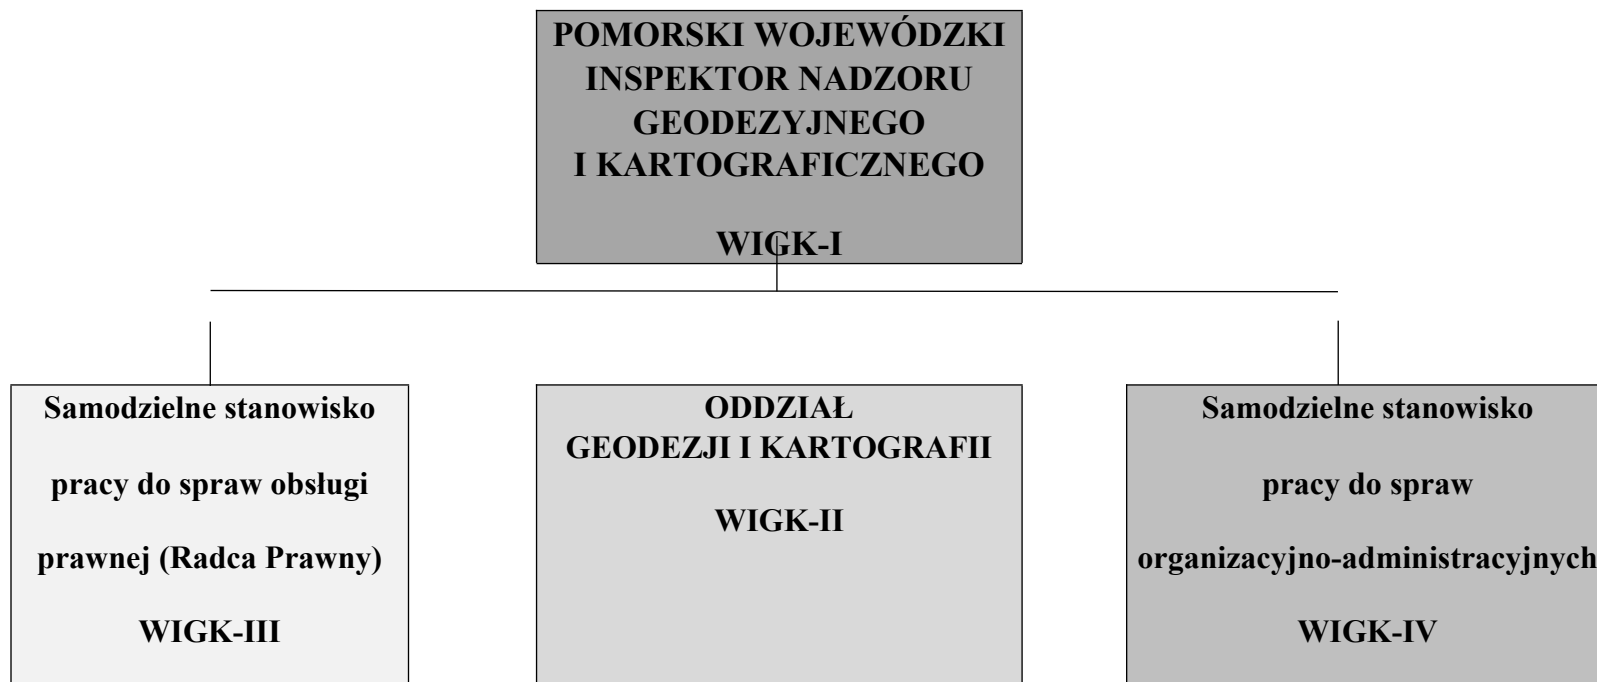 POMORSKI WOJEWÓDZKI
INSPEKTOR NADZORU
GEODEZYJNEGO
I KARTOGRAFICZNEGO
WIGK-I
Samodzielne stanowisko
pracy do spraw obsługi
prawnej (Radca Prawny)
WIGK-III
ODDZIAŁ
GEODEZJI I KARTOGRAFII
WIGK-II
Samodzielne stanowisko
pracy do spraw
organizacyjno-administracyjnych
WIGK-IV